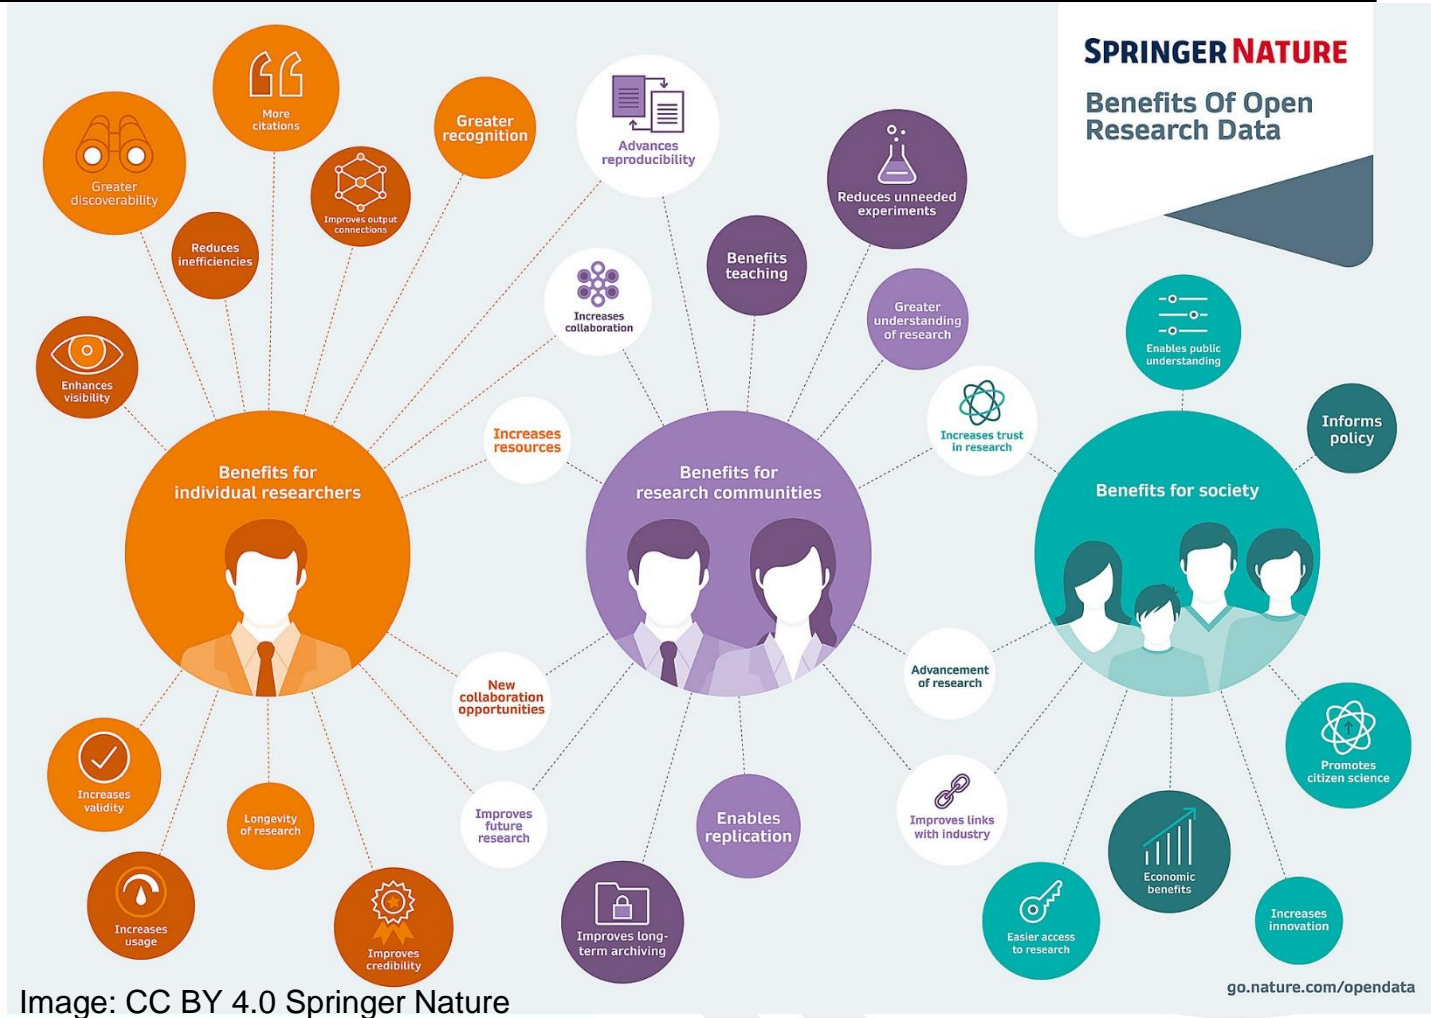 SPRINGER NATURE
Benefits Of Open
Research Data
More
citations
Greater
recognition
Advances
reproducibility
Greater
discoverability
Improves output
connections
Reduces unneeded
experiments
Reduces
inefficiencies
Benefits
teaching
Increases
collaboration
Greater
understanding
of research
Enables public
understanding
Enhances
visibility
Increases
resources
Increases trust
in research
Informs
policy
Benefits for
individual researchers
Benefits for
research communities
Benefits for society
New
collaboration
opportunities
Advancement
of research
Increases
validity
Longevity
of research
Improves
future
research
Enables
replication
Improves links
with industry
Promotes
citizen science
Increases
usage
Improves
credibility
Improves long-
term archiving
Easier access
to research
Economic
benefits
Increases
innovation
go.nature.com/opendata
Image: CC BY 4.0 Springer Nature